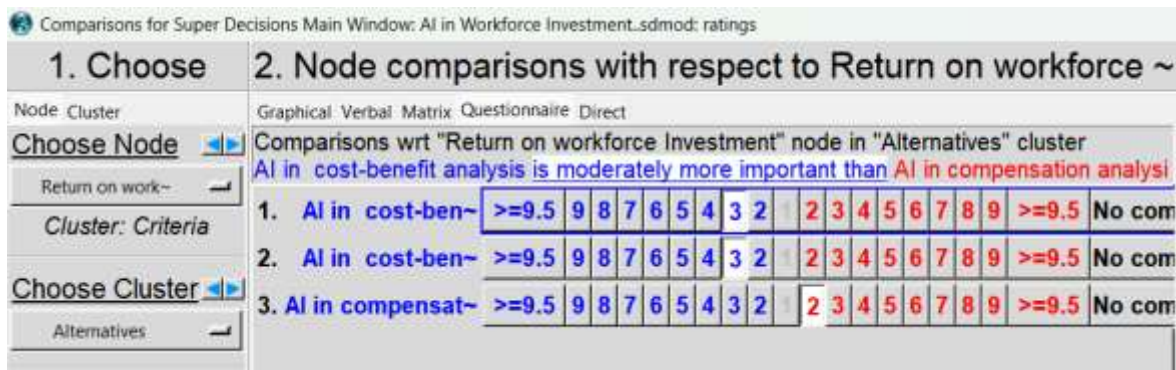 Comparisons for Super Decisions Main Window: AI in Workforce Investment..sdmod: ratings
1. Choose
2. Node comparisons with respect to Return on workforce ~
Node Cluster
Graphical Verbal Matrix Questionnaire Direct
Choose Node
Comparisons wrt "Return on workforce Investment" node in "Alternatives" cluster
Return on work~
AI in cost-benefit analysis is moderately more important than AI in compensation analysi
Cluster: Criteria
1. AI in cost-ben~ >=9.5 9 8 7 6 5 4 3 2 1 2 3 4 5 6 7 8 9 >=9.5 No com
2. AI in cost-ben~ >=9.5 9 8 7 6 5 4 3 2 1 2 3 4 5 6 7 8 9 >=9.5 No com
Choose Cluster
3. AI in compensat~ >=9.5 9 8 7 6 5 4 3 2 1 2 3 4 5 6 7 8 9 >=9.5 No com
Alternatives